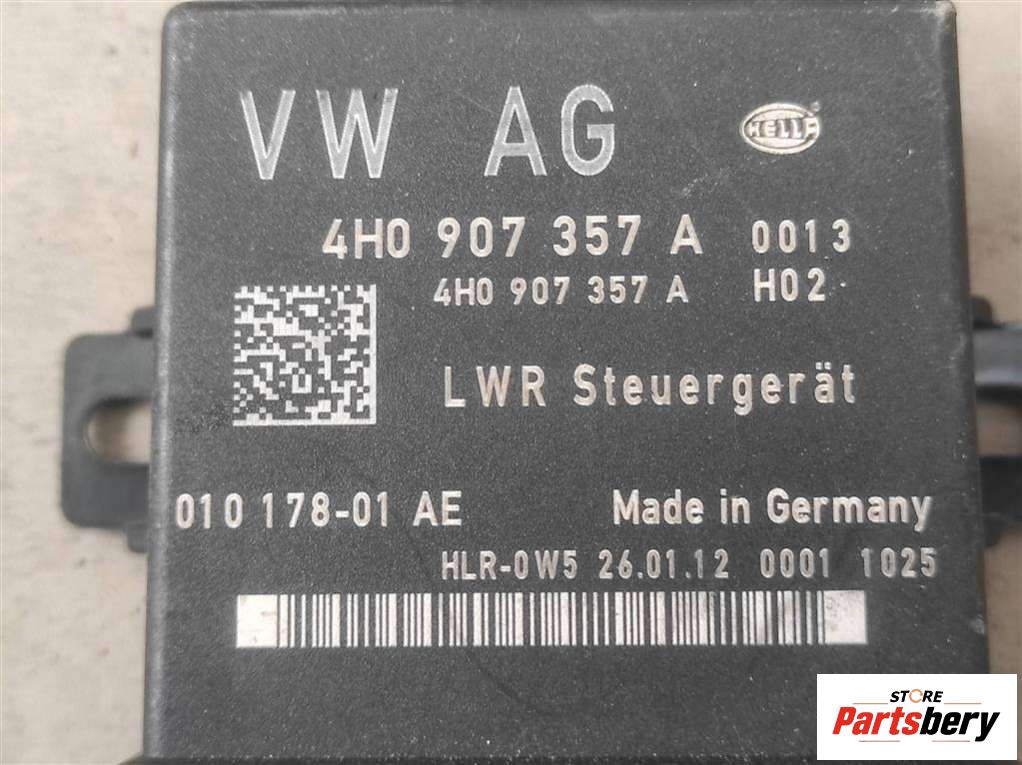 VW AG HELLA
4H0 907 357 A 0013
4H0 907 357 A H02
LWR Steuergerät
010 178-01 AE Made in Germany
HLR-0W5 26.01.12 0001 1025
STORE
Partsbery